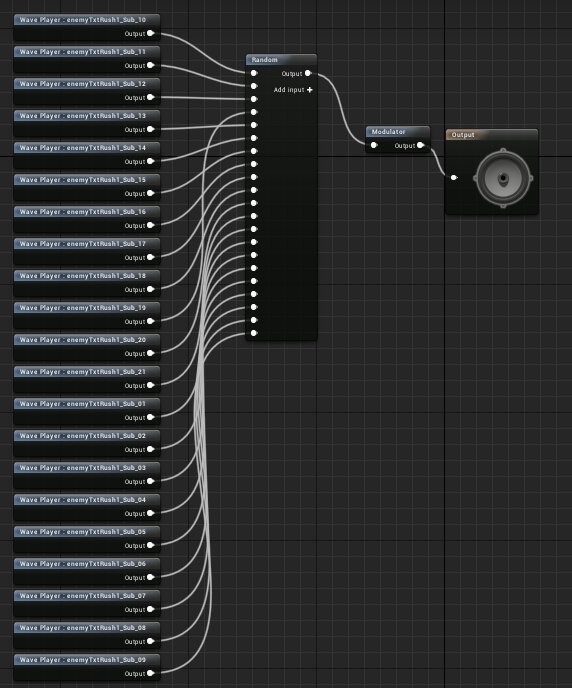 Wave Player : enemyTxtRush1_Sub_10
Output
Wave Player : enemyTxtRush1_Sub_11
Output
Wave Player : enemyTxtRush1_Sub_12
Output
Wave Player : enemyTxtRush1_Sub_13
Output
Wave Player : enemyTxtRush1_Sub_14
Output
Wave Player : enemyTxtRush1_Sub_15
Output
Wave Player : enemyTxtRush1_Sub_16
Output
Wave Player : enemyTxtRush1_Sub_17
Output
Wave Player : enemyTxtRush1_Sub_18
Output
Wave Player : enemyTxtRush1_Sub_19
Output
Wave Player : enemyTxtRush1_Sub_20
Output
Wave Player : enemyTxtRush1_Sub_21
Output
Wave Player : enemyTxtRush1_Sub_01
Output
Wave Player : enemyTxtRush1_Sub_02
Output
Wave Player : enemyTxtRush1_Sub_03
Output
Wave Player : enemyTxtRush1_Sub_04
Output
Wave Player : enemyTxtRush1_Sub_05
Output
Wave Player : enemyTxtRush1_Sub_06
Output
Wave Player : enemyTxtRush1_Sub_07
Output
Wave Player : enemyTxtRush1_Sub_08
Output
Wave Player : enemyTxtRush1_Sub_09
Output
Random
Output
Add input +
Modulator
Output
Output